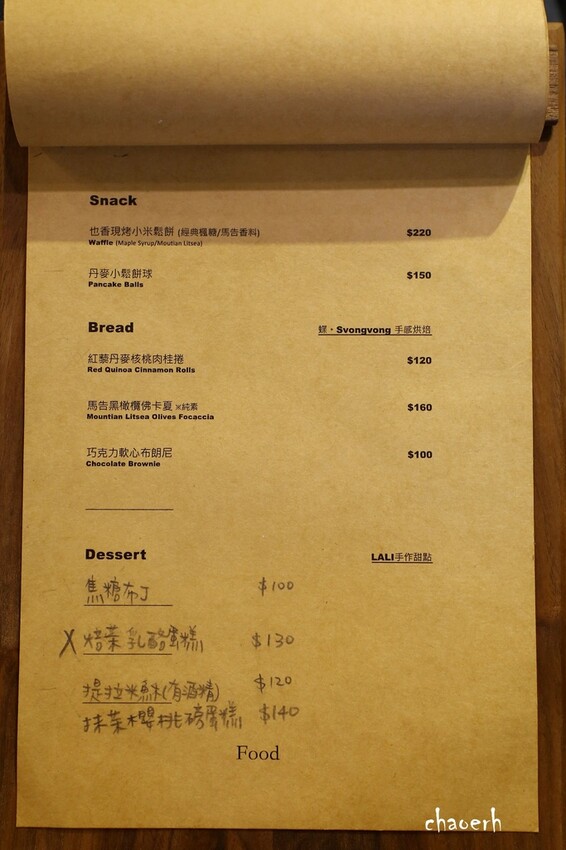 Snack
也香現烤小米鬆餅 (經典楓糖/馬告香料) $220
Waffle (Maple Syrup/Moutian Litsea)
丹麥小鬆餅球 $150
Pancake Balls
Bread 蝶・Svongvong 手感烘焙
紅藜丹麥核桃肉桂捲 $120
Red Quinoa Cinnamon Rolls
馬告黑橄欖佛卡夏 ※純素 $160
Mountian Litsea Olives Focaccia
巧克力軟心布朗尼 $100
Chocolate Brownie
Dessert LALI手作甜點
焦糖布丁 $100
X 焙茶乳酪蛋糕 $130
提拉米蘇(有酒精) $120
抹茶櫻桃磅蛋糕 $140
Food
chaoerh